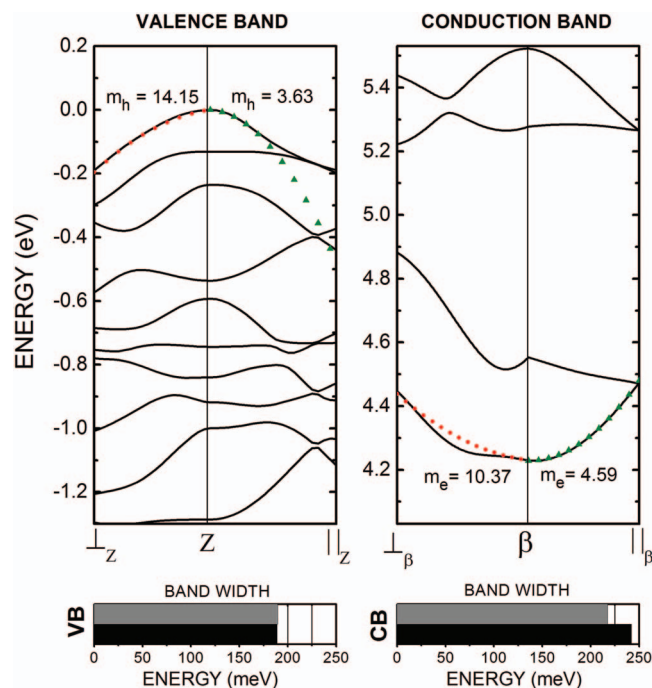 VALENCE BAND
CONDUCTION BAND
ENERGY (eV)
0.2
0.0
-0.2
-0.4
-0.6
-0.8
-1.0
-1.2
m_h = 14.15
m_h = 3.63
⊥_Z
Z
||_Z
5.4
5.2
5.0
4.8
4.6
4.4
4.2
m_e = 10.37
m_e = 4.59
⊥_β
β
||_β
BAND WIDTH
VB
0 50 100 150 200 250
ENERGY (meV)
BAND WIDTH
CB
0 50 100 150 200 250
ENERGY (meV)